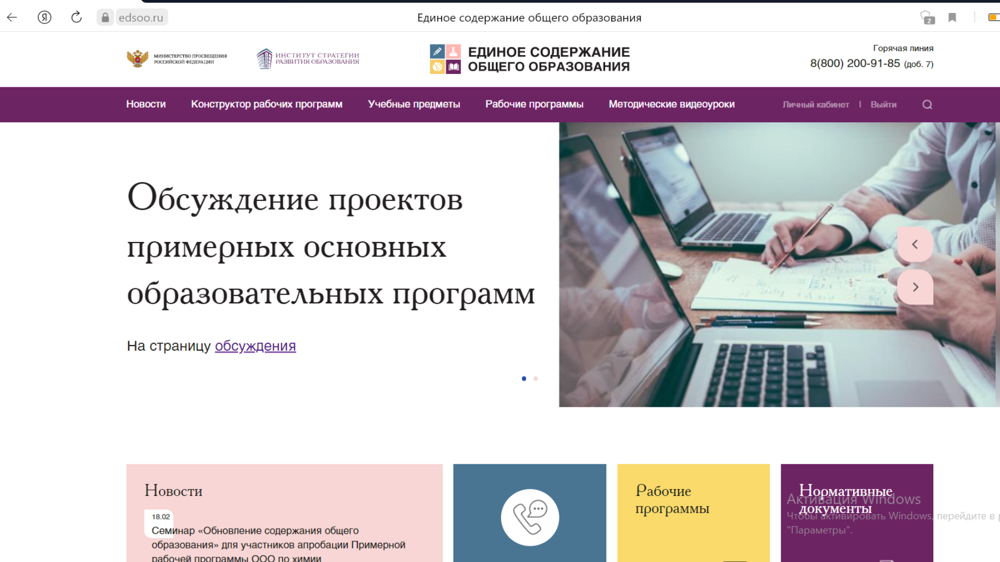 edsoo.ru
Единое содержание общего образования
2
МИНИСТЕРСТВО ПРОСВЕЩЕНИЯ
РОССИЙСКОЙ ФЕДЕРАЦИИ
ИНСТИТУТ СТРАТЕГИИ
РАЗВИТИЯ ОБРАЗОВАНИЯ
ЕДИНОЕ СОДЕРЖАНИЕ
ОБЩЕГО ОБРАЗОВАНИЯ
Горячая линия
8(800) 200-91-85 (доб. 7)
Новости Конструктор рабочих программ Учебные предметы Рабочие программы Методические видеоуроки Личный кабинет | Выйти
Обсуждение проектов
примерных основных
образовательных программ
На страницу обсуждения
Новости
18.02
Семинар «Обновление содержания общего
образования» для участников апробации Примерной
рабочей программы ООО по химии
Рабочие
программы
Нормативные
документы
Активация Windows
Чтобы активировать Windows, перейдите в
"Параметры".